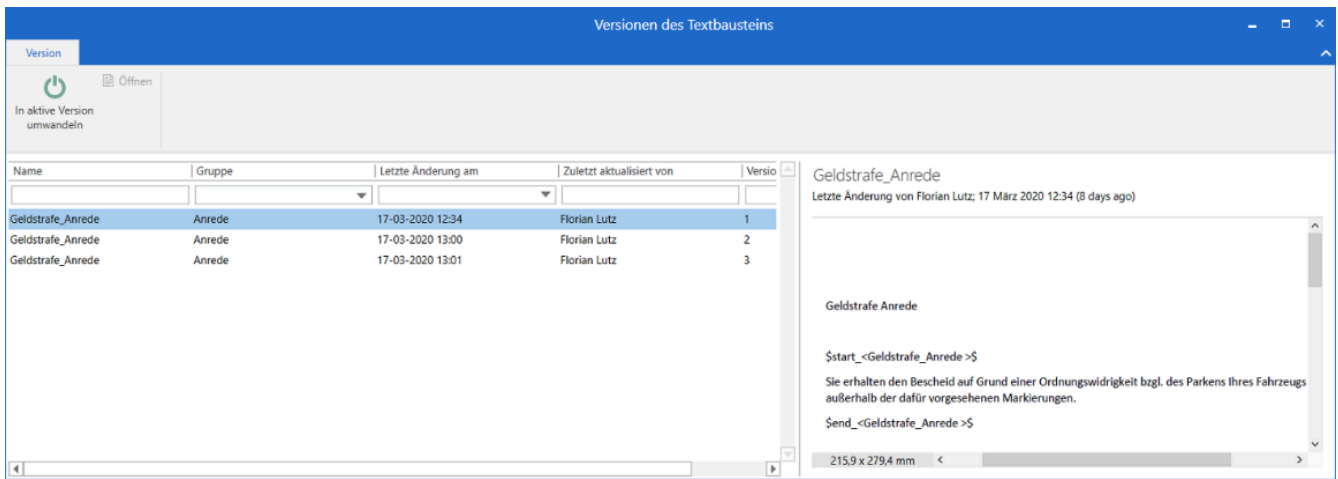 Versionen des Textbausteins
Version
Öffnen
In aktive Version
umwandeln
Name Gruppe Letzte Änderung am Zuletzt aktualisiert von Versio
Geldstrafe_Anrede Anrede 17-03-2020 12:34 Florian Lutz 1
Geldstrafe_Anrede Anrede 17-03-2020 13:00 Florian Lutz 2
Geldstrafe_Anrede Anrede 17-03-2020 13:01 Florian Lutz 3
Geldstrafe_Anrede
Letzte Änderung von Florian Lutz; 17 März 2020 12:34 (8 days ago)
Geldstrafe Anrede
$start_<Geldstrafe_Anrede >$
Sie erhalten den Bescheid auf Grund einer Ordnungswidrigkeit bzgl. des Parkens Ihres Fahrzeugs
außerhalb der dafür vorgesehenen Markierungen.
$end_<Geldstrafe_Anrede >$
215,9 x 279,4 mm